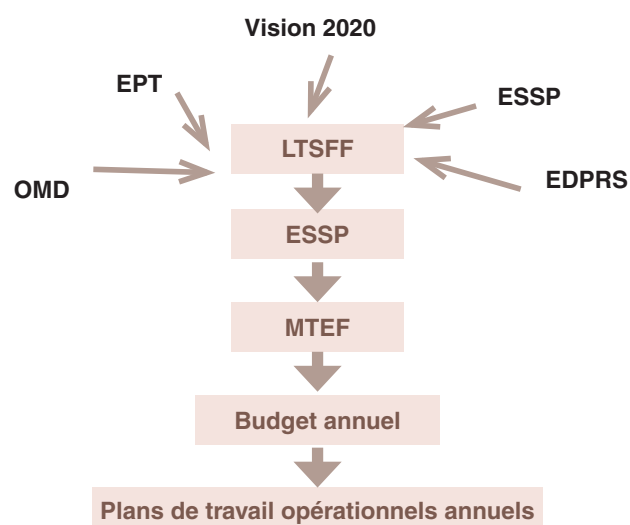 Vision 2020
EPT
ESSP
LTSFF
OMD
EDPRS
ESSP
MTEF
Budget annuel
Plans de travail opérationnels annuels